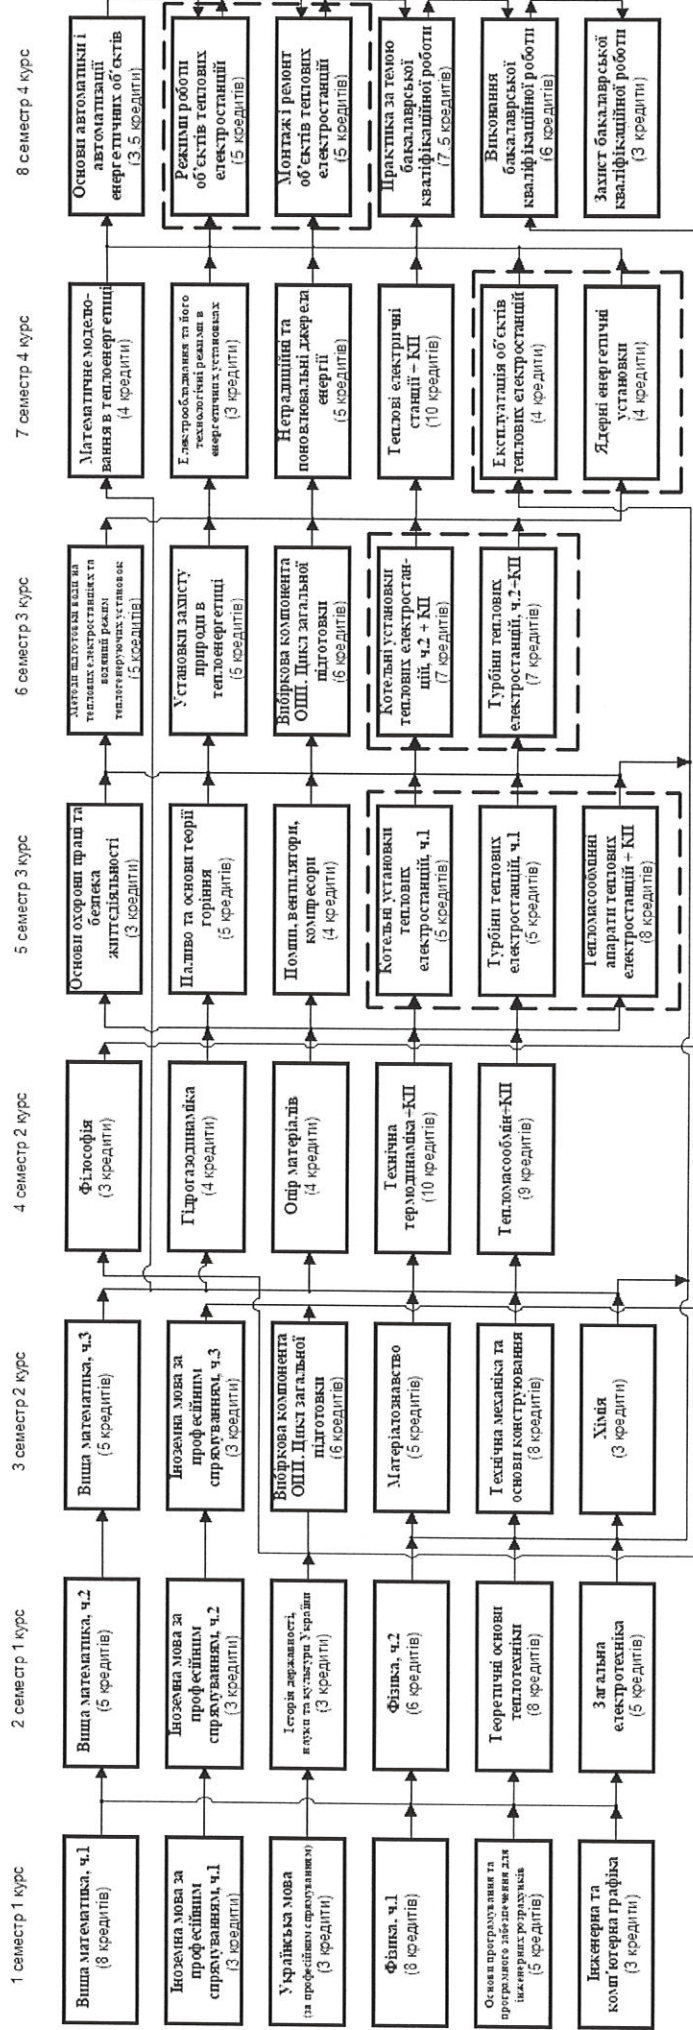 1 семестр 1 курс
Вища математика, ч.1
(8 кредитів)
Іноземна мова за
професійним
спрямуванням, ч.1
(3 кредити)
Українська мова
(за професійним спрямуванням)
(3 кредити)
Фізика, ч.1
(8 кредитів)
Основи програмування та
програмного забезпечення для
інженерних розрахунків
(5 кредитів)
Інженерна та
комп'ютерна графіка
(3 кредити)
2 семестр 1 курс
Вища математика, ч.2
(5 кредитів)
Іноземна мова за
професійним
спрямуванням, ч.2
(3 кредити)
Історія державності,
науки та культури України
(3 кредити)
Фізика, ч.2
(6 кредитів)
Теоретичні основи
теплотехніки
(8 кредитів)
Загальна
електротехніка
(5 кредитів)
3 семестр 2 курс
Вища математика, ч.3
(5 кредитів)
Іноземна мова за
професійним
спрямуванням, ч.3
(3 кредити)
Вибіркова компонента
ОПП. Цикл загальної
підготовки
(6 кредитів)
Матеріалознавство
(5 кредитів)
Технічна механіка та
основи конструювання
(8 кредитів)
Хімія
(3 кредити)
4 семестр 2 курс
Філософія
(3 кредити)
Гідрогазодинаміка
(4 кредити)
Опір матеріалів
(4 кредити)
Технічна
термодинаміка+КП
(10 кредитів)
Тепломасообмін+КП
(9 кредитів)
5 семестр 3 курс
Основи охорони праці та
безпека
життєдіяльності
(3 кредити)
Паливо та основи теорії
горіння
(5 кредитів)
Помпи, вентилятори,
компресори
(4 кредити)
Котельні установки
теплових
електростанцій, ч.1
(5 кредитів)
Турбіни теплових
електростанцій, ч.1
(5 кредитів)
Тепломасообмінні
апарати теплових
електростанцій + КП
(8 кредитів)
6 семестр 3 курс
Методи підготовки води на
теплових електростанціях та
водяний режим
теплогенеруючих установок
(5 кредитів)
Установки захисту
природи в
теплоенергетиці
(5 кредитів)
Вибіркова компонента
ОПП. Цикл загальної
підготовки
(6 кредитів)
Котельні установки
теплових електростан-
цій, ч.2 + КП
(7 кредитів)
Турбіни теплових
електростанцій, ч.2+КП
(7 кредитів)
7 семестр 4 курс
Математичне моделю-
вання в теплоенергетиці
(4 кредити)
Електрообладнання та його
технологічні режими в
енергетичних установках
(3 кредити)
Нетрадиційні та
поновлювальні джерела
енергії
(5 кредитів)
Теплові електричні
станції + КП
(10 кредитів)
Експлуатація об'єктів
теплових електростанцій
(4 кредити)
Ядерні енергетичні
установки
(4 кредити)
8 семестр 4 курс
Основи автоматики і
автоматизації
енергетичних об'єктів
(3,5 кредитів)
Режими роботи
об'єктів теплових
електростанцій
(5 кредитів)
Монтаж і ремонт
об'єктів теплових
електростанцій
(5 кредитів)
Практика за темою
бакалаврської
кваліфікаційної роботи
(7,5 кредитів)
Виконання
бакалаврської
кваліфікаційної роботи
(6 кредитів)
Захист бакалаврської
кваліфікаційної роботи
(3 кредити)